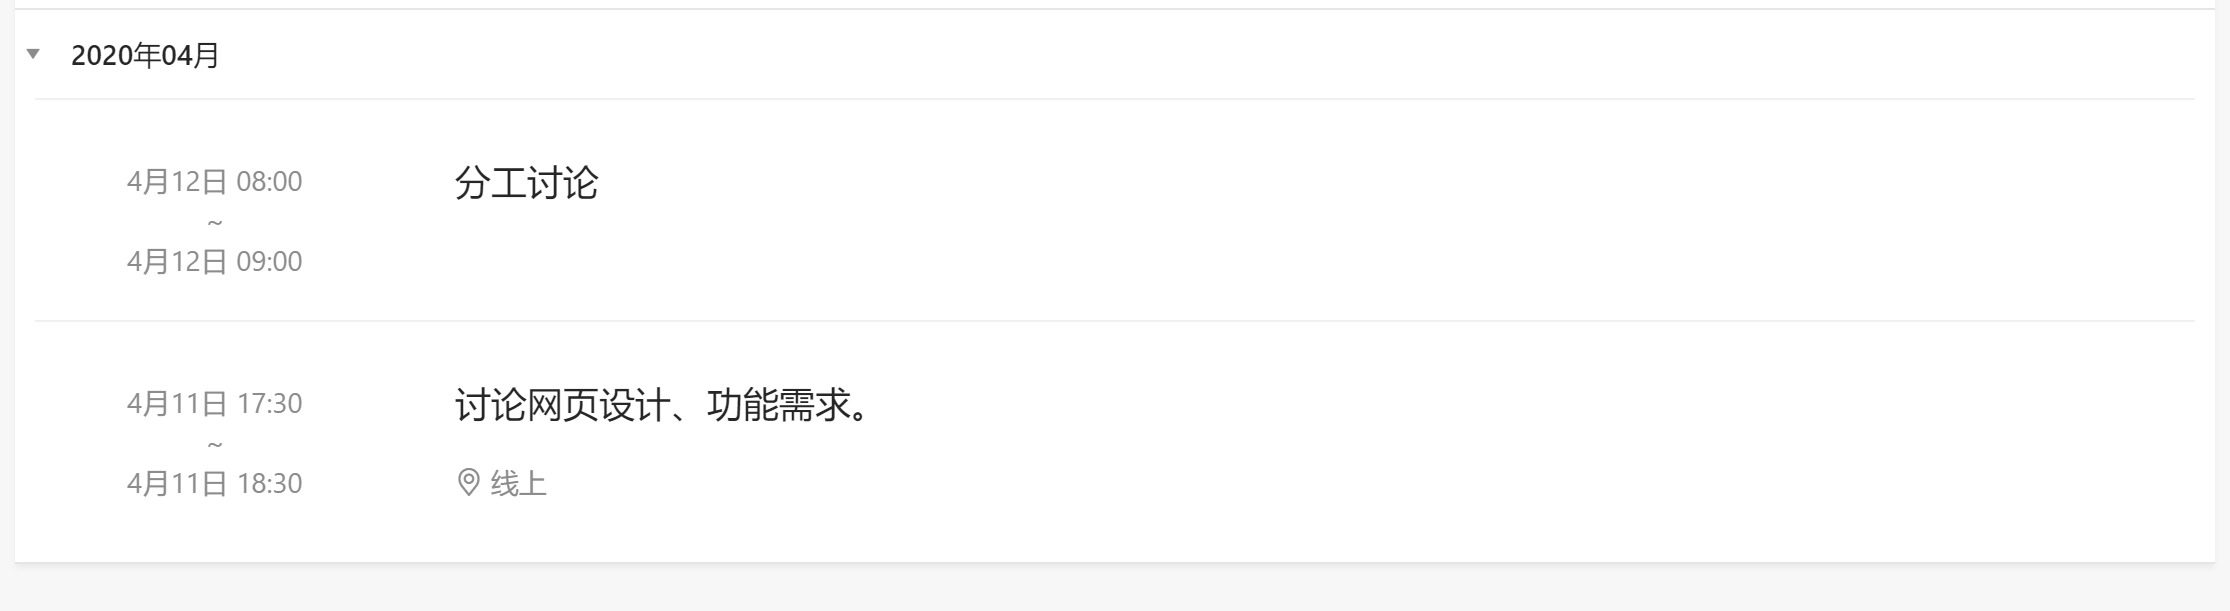 2020年04月
4月12日 08:00
~
4月12日 09:00
分工讨论
4月11日 17:30
~
4月11日 18:30
讨论网页设计、功能需求。
线上